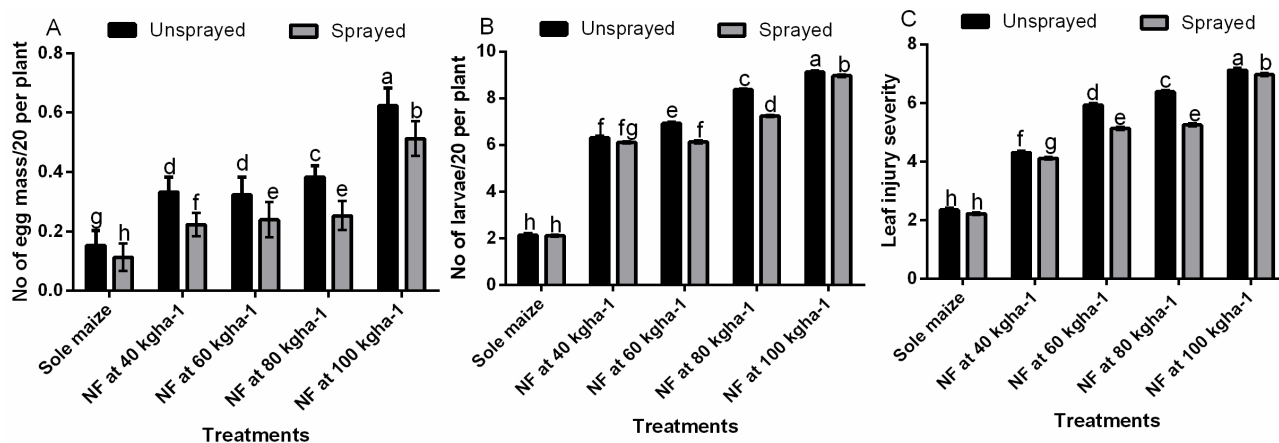 A
Unsprayed
Sprayed
No of egg mass/20 per plant
0.8
0.6
0.4
0.2
0.0
g
h
d
f
d
e
c
e
a
b
Sole maize
NF at 40 kgha-1
NF at 60 kgha-1
NF at 80 kgha-1
NF at 100 kgha-1
Treatments
B
Unsprayed
Sprayed
No of larvae/20 per plant
10
8
6
4
2
0
h
h
f
fg
e
f
c
d
a
b
Sole maize
NF at 40 kgha-1
NF at 60 kgha-1
NF at 80 kgha-1
NF at 100 kgha-1
Treatments
C
Unsprayed
Sprayed
Leaf injury severity
8
6
4
2
0
h
h
f
g
d
e
c
e
a
b
Sole maize
NF at 40 kgha-1
NF at 60 kgha-1
NF at 80 kgha-1
NF at 100 kgha-1
Treatments